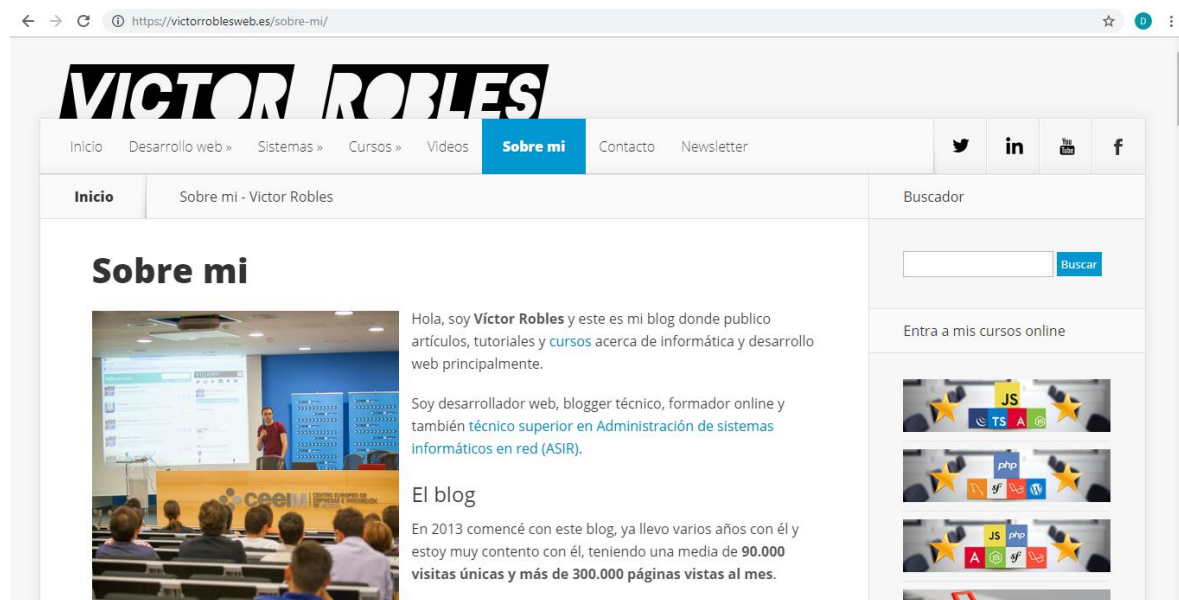 https://victorroblesweb.es/sobre-mi/
D
VICTOR ROBLES
Inicio Desarrollo web » Sistemas » Cursos » Videos Sobre mi Contacto Newsletter
in You Tube f
Inicio Sobre mi - Victor Robles
Buscador
Sobre mi
Buscar
Hola, soy Víctor Robles y este es mi blog donde publico
artículos, tutoriales y cursos acerca de informática y desarrollo
web principalmente.
Entra a mis cursos online
Soy desarrollador web, blogger técnico, formador online y
también técnico superior en Administración de sistemas
informáticos en red (ASIR).
JS
TS A
El blog
php
sf
ceeim CENTRO EUROPEO DE
EMPRESAS E INNOVACIÓN
En 2013 comencé con este blog, ya llevo varios años con él y
estoy muy contento con él, teniendo una media de 90.000
visitas únicas y más de 300.000 páginas vistas al mes.
JS php
A sf